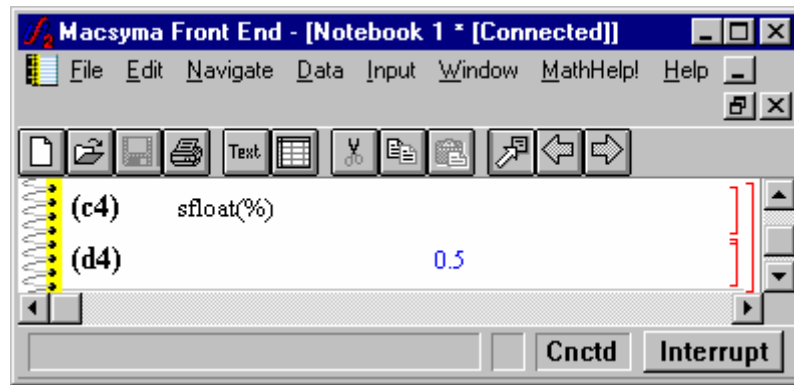 Macsyma Front End - [Notebook 1 * [Connected]]
File Edit Navigate Data Input Window MathHelp! Help
Text
(c4) sfloat(%)
(d4) 0.5
Cnctd Interrupt